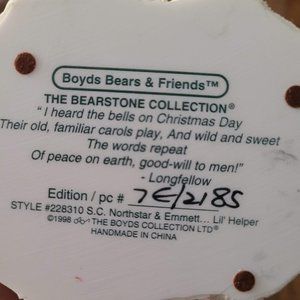 Boyds Bears & Friends™
THE BEARSTONE COLLECTION®
"I heard the bells on Christmas Day
Their old, familiar carols play, And wild and sweet
The words repeat
Of peace on earth, good-will to men!"
- Longfellow
Edition / pc # 7E/2185
STYLE #228310 S.C. Northstar & Emmett... Lil' Helper
©1998 THE BOYDS COLLECTION LTD®
HANDMADE IN CHINA